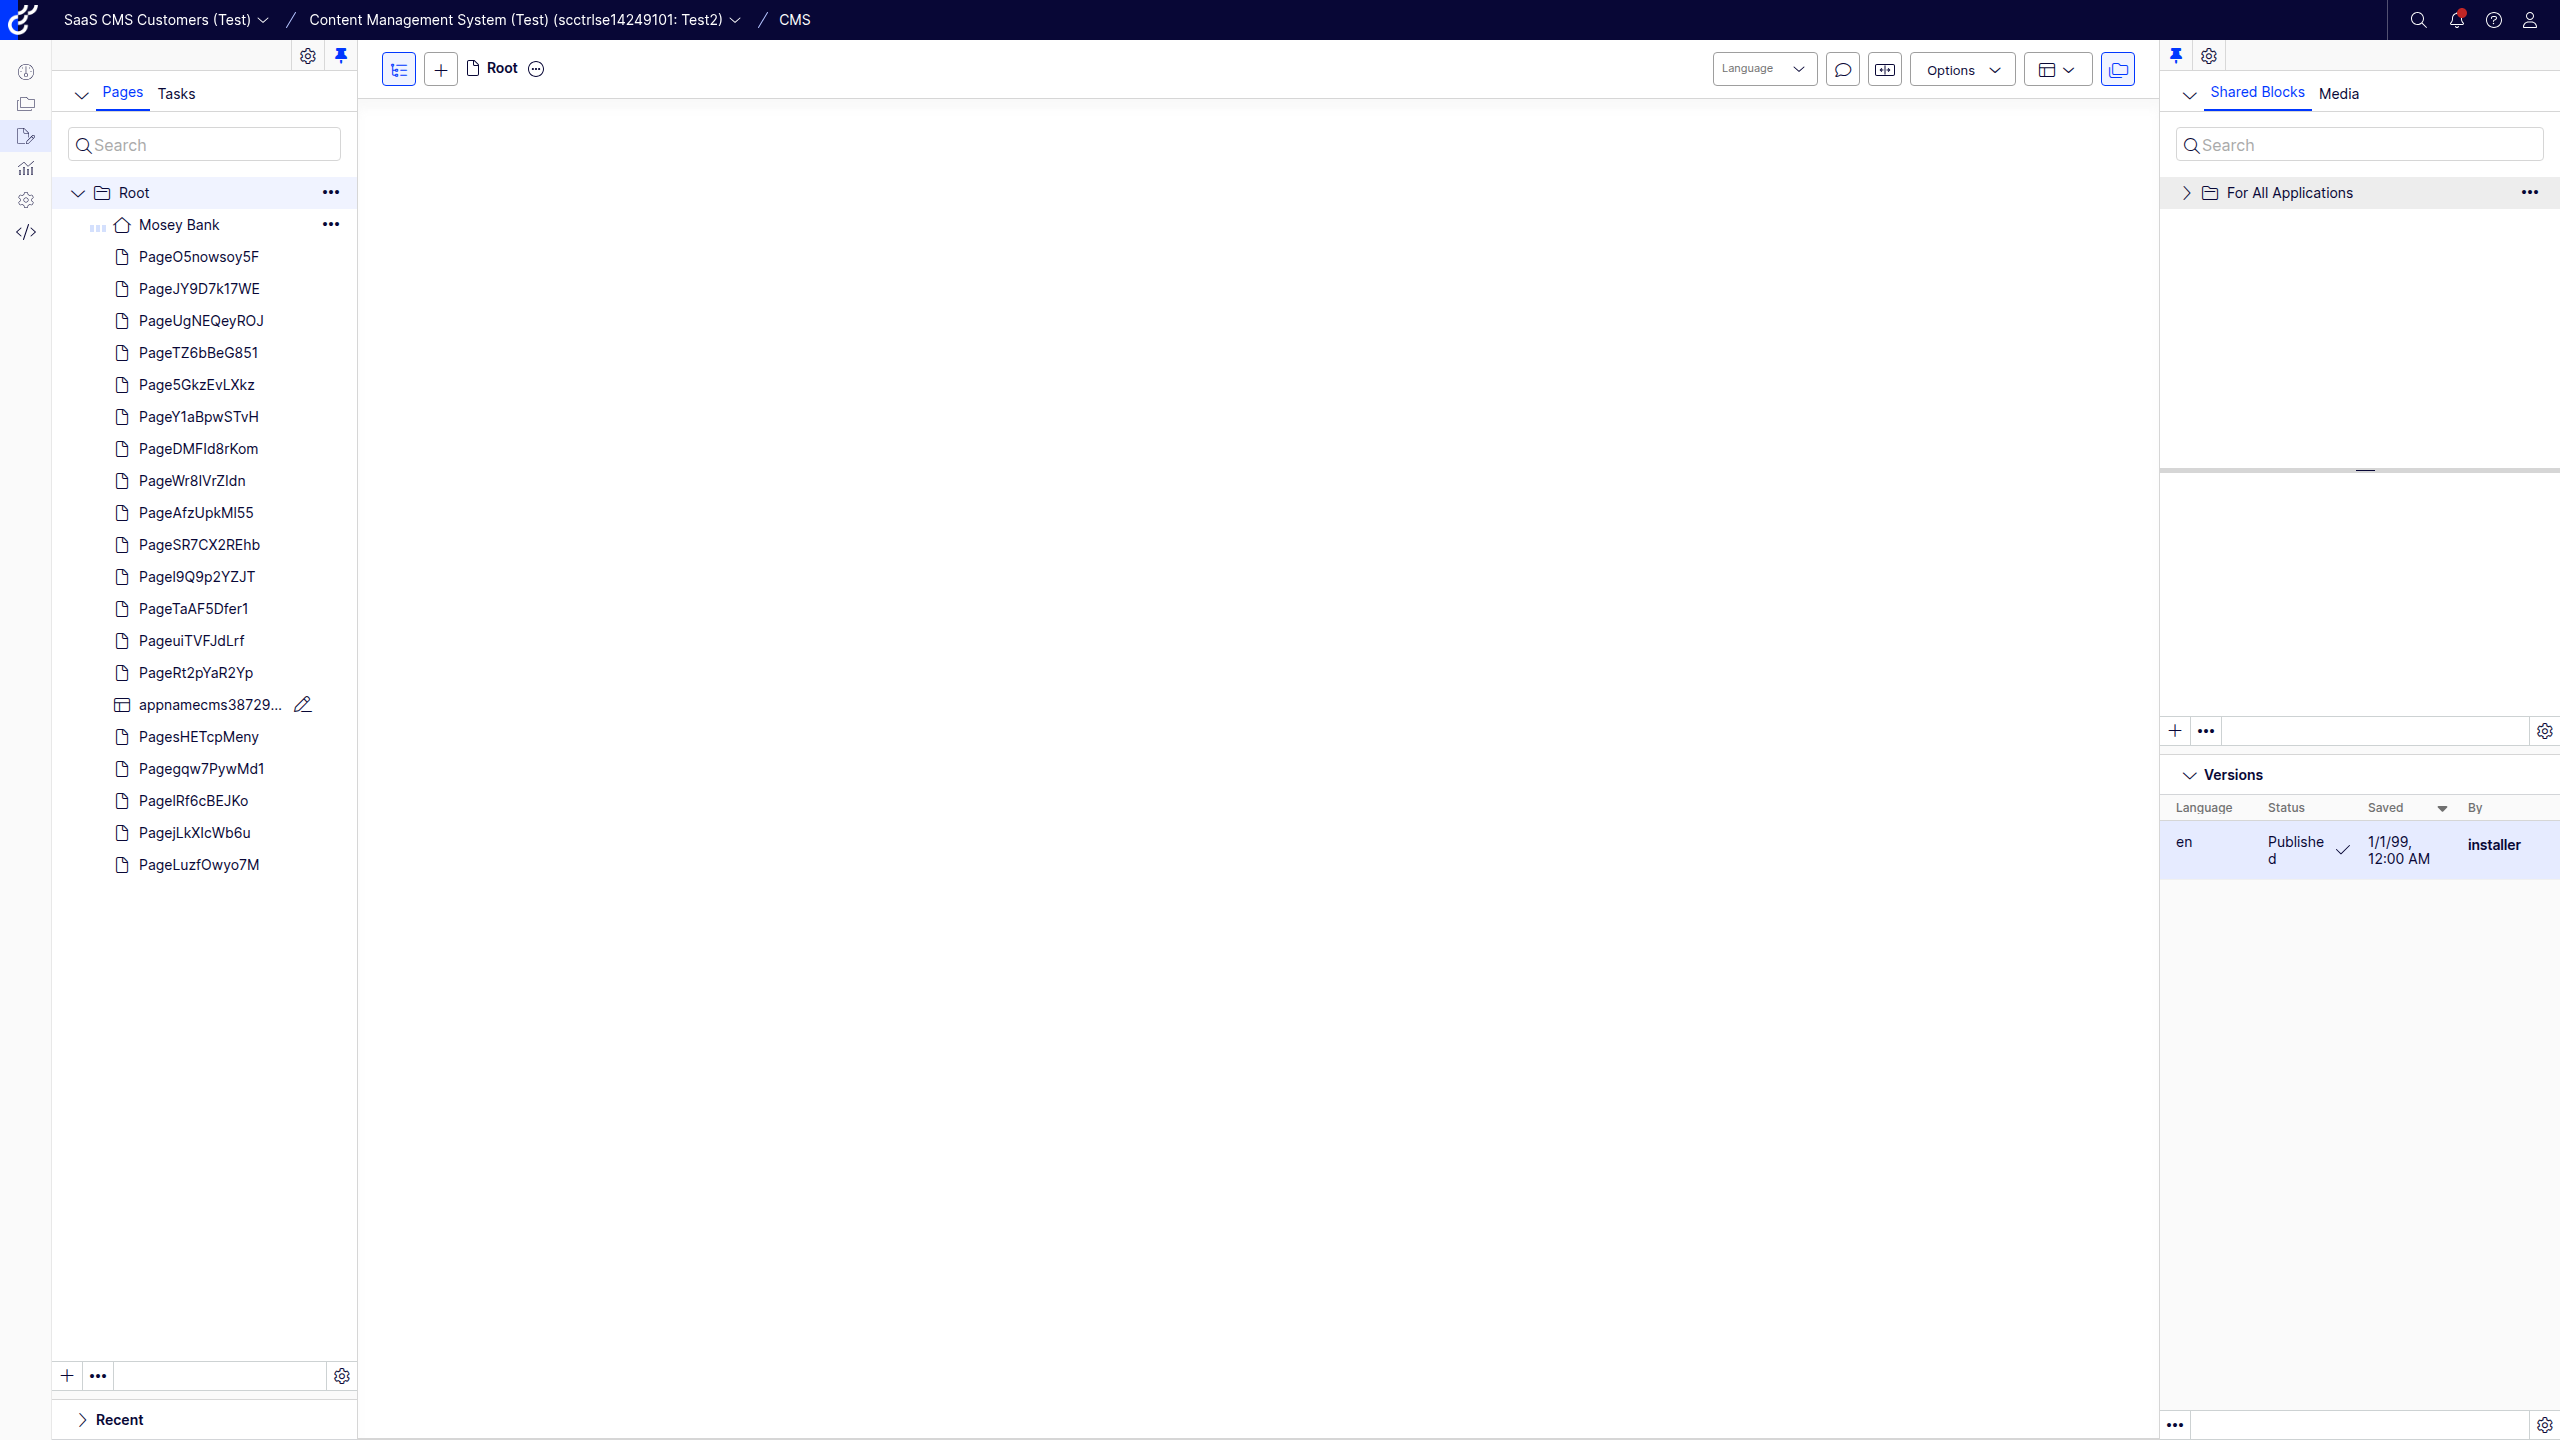 SaaS CMS Customers (Test)
Content Management System (Test) (scctrlse14249101: Test2)
CMS
Pages
Tasks
Search
Root
Mosey Bank
PageO5nowsoy5F
PageJY9D7k17WE
PageUgNEQeyROJ
PageTZ6bBeG851
Page5GkzEvLXkz
PageY1aBpwSTvH
PageDMFld8rKom
PageWr8lVrZldn
PageAfzUpkMl55
PageSR7CX2REhb
PageI9Q9p2YZJT
PageTaAF5Dfer1
PageuiTVFJdLrf
PageRt2pYaR2Yp
appnamecms38729...
PagesHETcpMeny
Pagegqw7PywMd1
PagelRf6cBEJKo
PagejLkXlcWb6u
PageLuzfOwyo7M
Recent
Root
Language
Options
Shared Blocks
Media
Search
For All Applications
Versions
Language Status Saved By
en
Publishe
d
1/1/99,
12:00 AM
installer